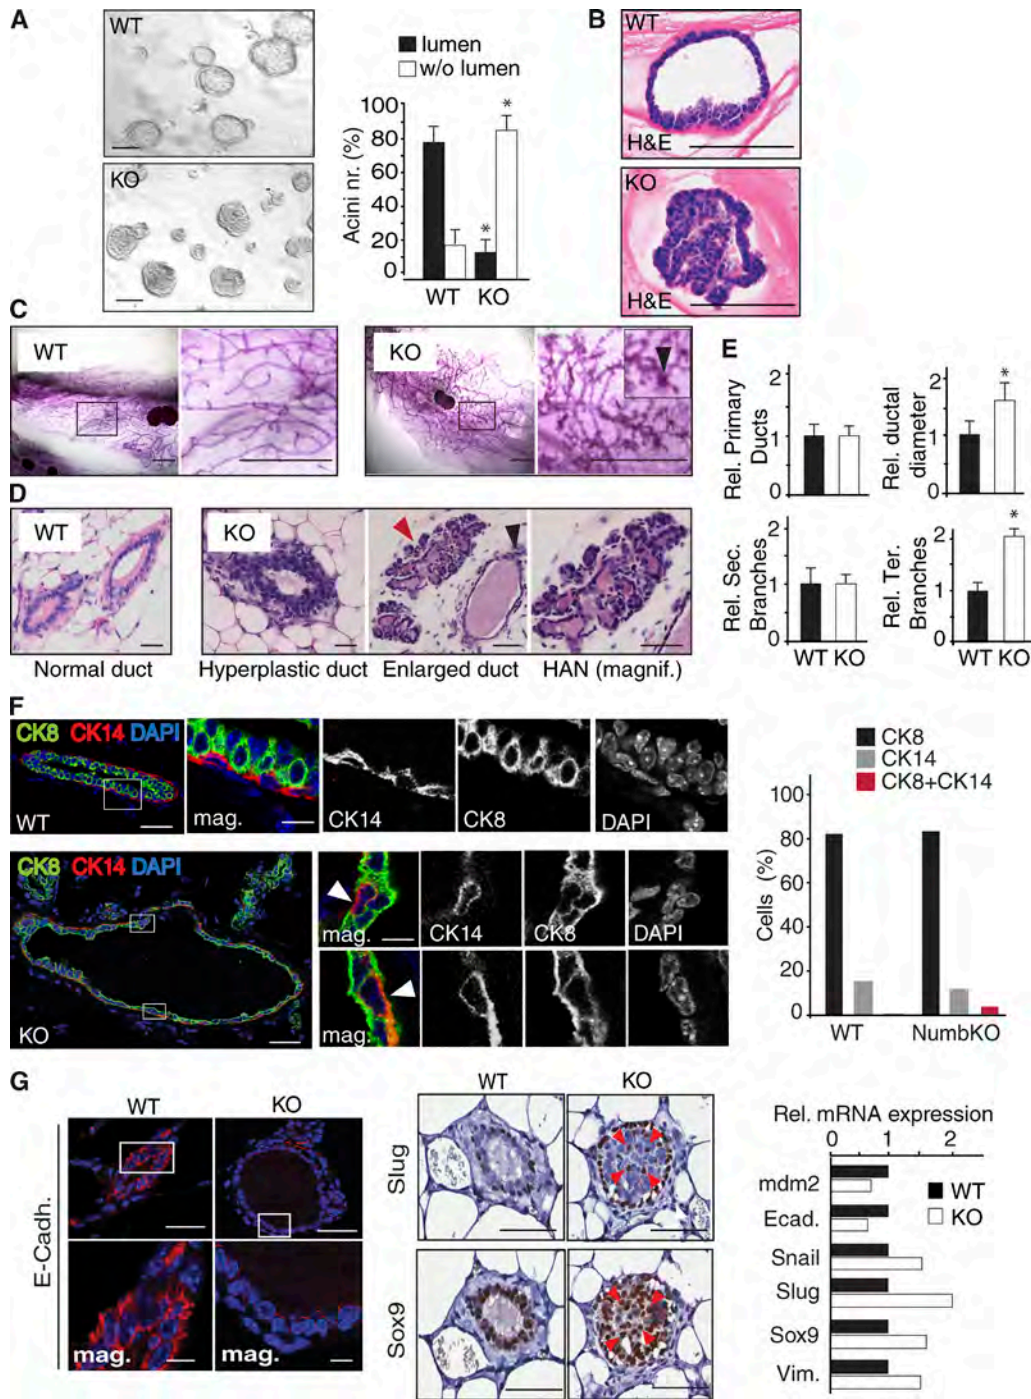 A
WT
KO
lumen
w/o lumen
Acini nr. (%)
100
80
60
40
20
0
*
*
WT KO
B
WT
H&E
KO
H&E
C
WT
KO
D
WT
KO
Normal duct
Hyperplastic duct
Enlarged duct
HAN (magnif.)
E
Rel. Primary Ducts
2
1
0
Rel. ductal diameter
2
1
0
*
Rel. Sec. Branches
2
1
0
WT KO
Rel. Ter. Branches
2
1
0
*
WT KO
F
CK8 CK14 DAPI
WT
mag.
CK14
CK8
DAPI
CK8 CK14 DAPI
KO
mag.
CK14
CK8
DAPI
mag.
CK8
CK14
CK8+CK14
Cells (%)
100
80
60
40
20
0
WT
NumbKO
G
WT
KO
E-Cadh.
mag.
mag.
WT
KO
Slug
Sox9
Rel. mRNA expression
0 1 2
mdm2
Ecad.
Snail
Slug
Sox9
Vim.
WT
KO